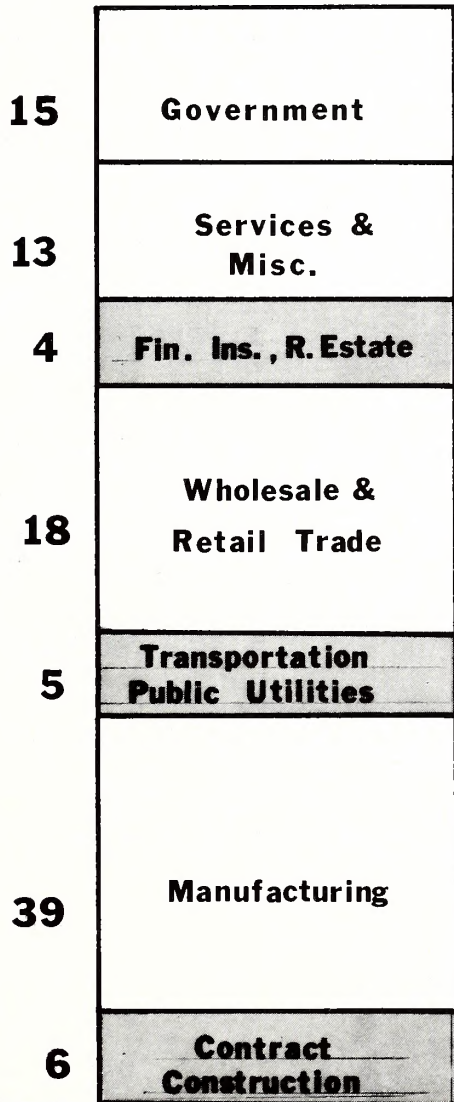 15 Government
13 Services &
Misc.
4 Fin. Ins., R. Estate
Wholesale &
18 Retail Trade
Transportation
5 Public Utilities
39 Manufacturing
Contract
6 Construction